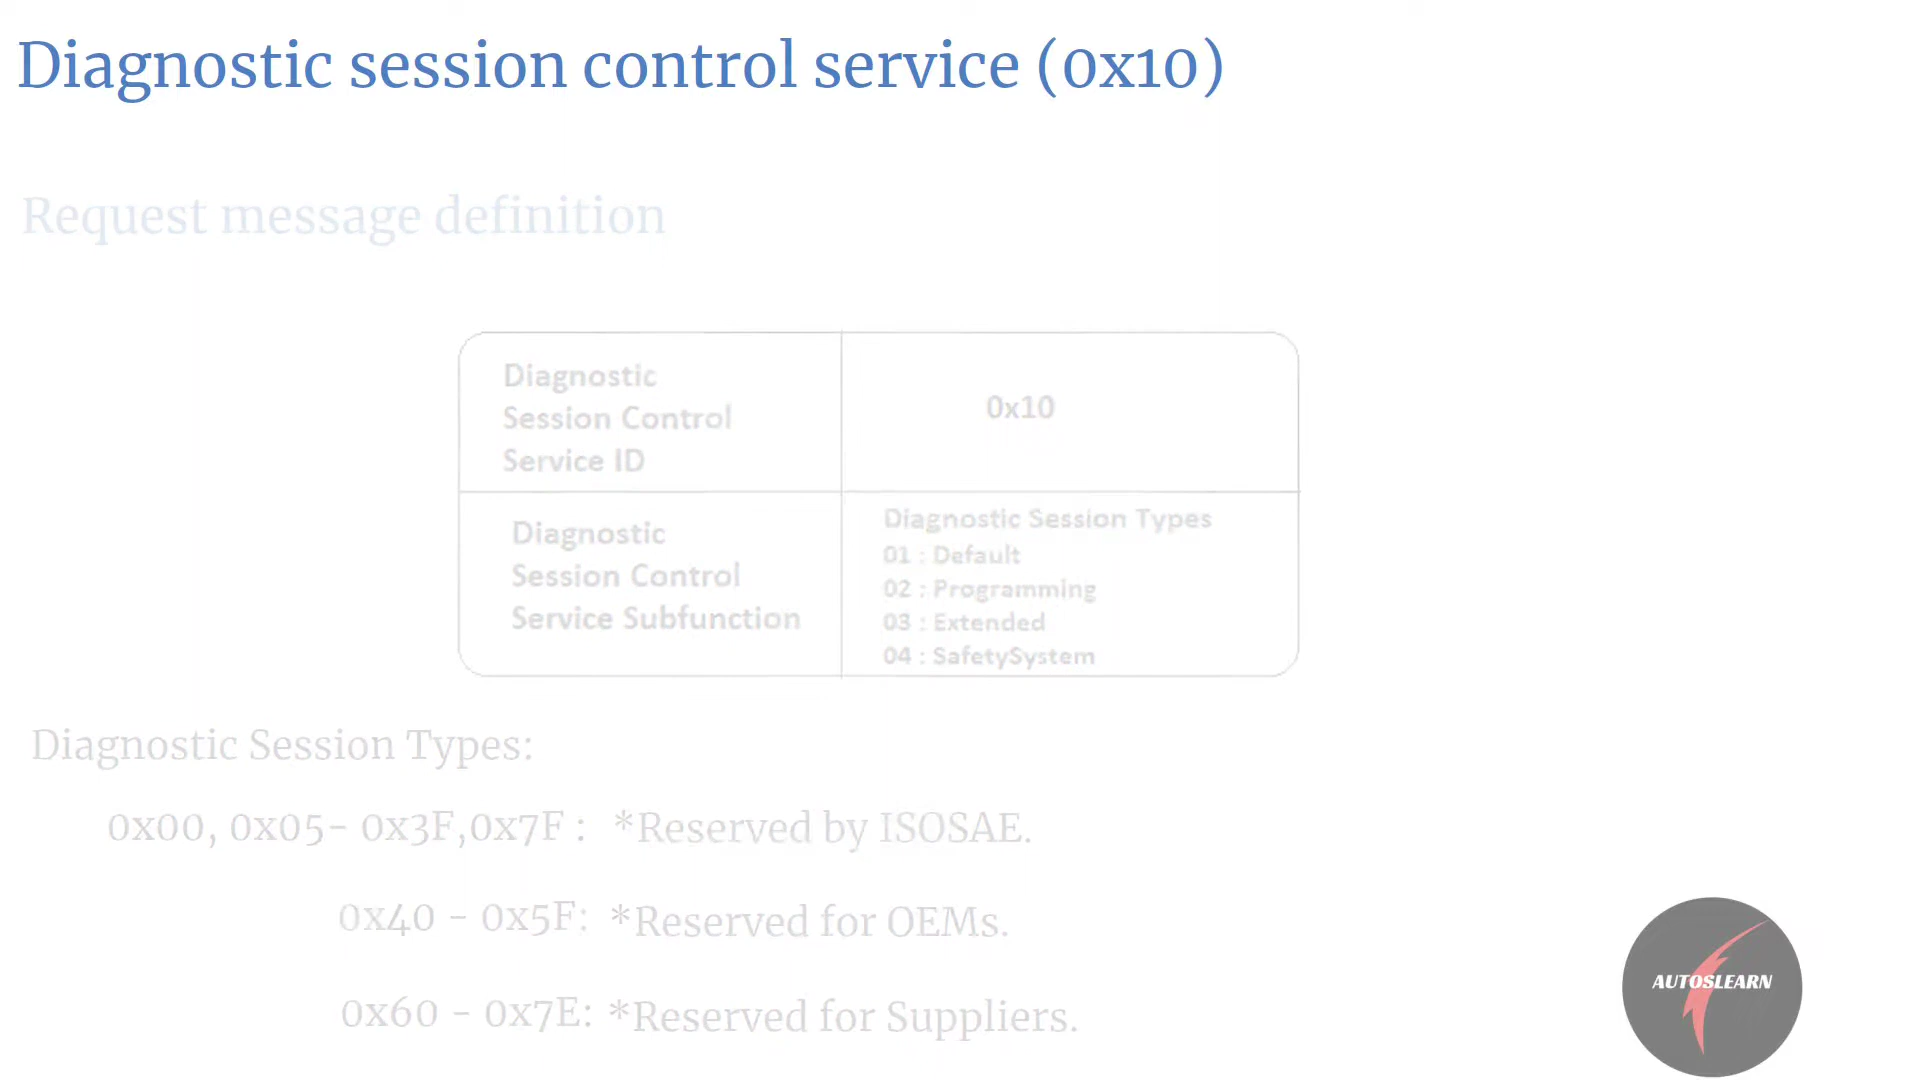 Diagnostic session control service (0x10)
Request message definition
Diagnostic
Session Control
Service ID
0x10
Diagnostic
Session Control
Service Subfunction
Diagnostic Session Types
01 : Default
02 : Programming
03 : Extended
04 : SafetySystem
Diagnostic Session Types:
0x00, 0x05- 0x3F,0x7F : *Reserved by ISOSAE.
0x40 - 0x5F: *Reserved for OEMs.
0x60 - 0x7E: *Reserved for Suppliers.
AUTOSLEARN